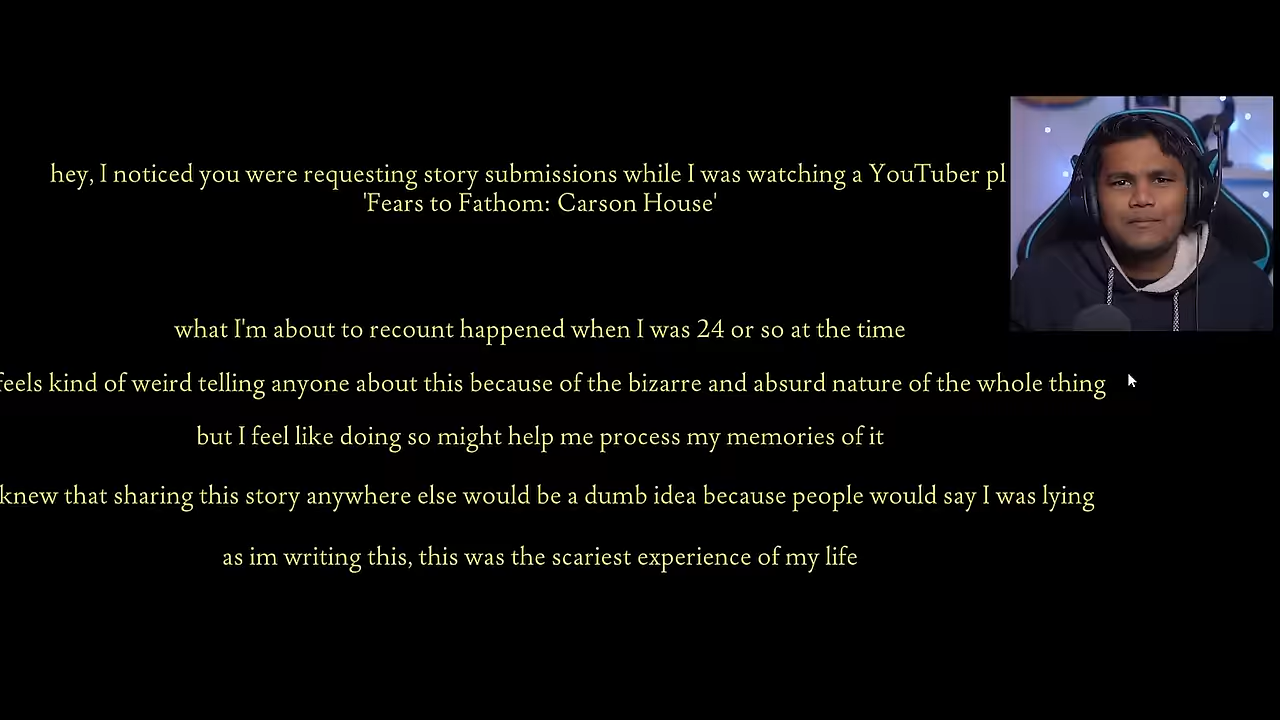 hey, I noticed you were requesting story submissions while I was watching a YouTuber pl
'Fears to Fathom: Carson House'
what I'm about to recount happened when I was 24 or so at the time
feels kind of weird telling anyone about this because of the bizarre and absurd nature of the whole thing
but I feel like doing so might help me process my memories of it
knew that sharing this story anywhere else would be a dumb idea because people would say I was lying
as im writing this, this was the scariest experience of my life